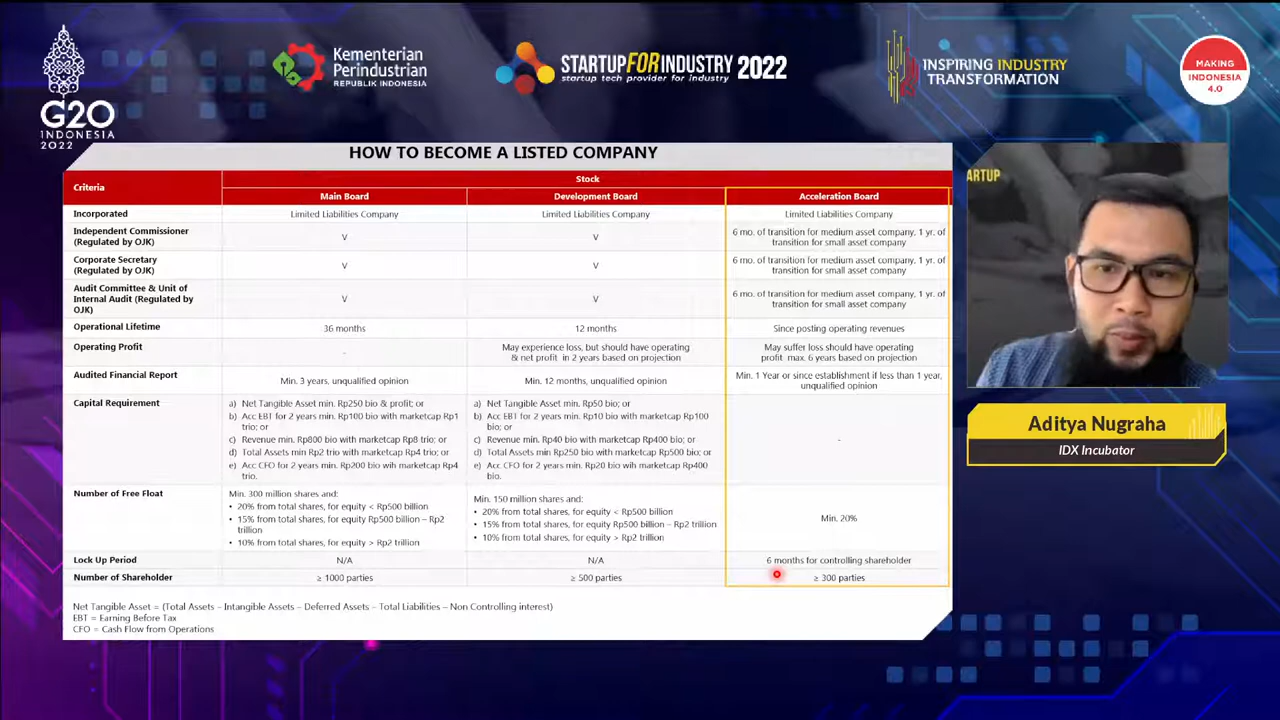 G20
INDONESIA
2022
Kementerian
Perindustrian
REPUBLIK INDONESIA
STARTUPFORINDUSTRY 2022
startup tech provider for industry
INSPIRING INDUSTRY
TRANSFORMATION
MAKING
INDONESIA
4.0
HOW TO BECOME A LISTED COMPANY
Criteria
Stock
Main Board
Development Board
Acceleration Board
Incorporated
Limited Liabilities Company
Limited Liabilities Company
Limited Liabilities Company
Independent Commissioner
(Regulated by OJK)
V
V
6 mo. of transition for medium asset company, 1 yr. of
transition for small asset company
Corporate Secretary
(Regulated by OJK)
V
V
6 mo. of transition for medium asset company, 1 yr. of
transition for small asset company
Audit Committee & Unit of
Internal Audit (Regulated by
OJK)
V
V
6 mo. of transition for medium asset company, 1 yr. of
transition for small asset company
Operational Lifetime
36 months
12 months
Since posting operating revenues
Operating Profit
-
May experience loss, but should have operating
& net profit in 2 years based on projection
May suffer loss should have operating
profit max. 6 years based on projection
Audited Financial Report
Min. 3 years, unqualified opinion
Min. 12 months, unqualified opinion
Min. 1 Year or since establishment if less than 1 year,
unqualified opinion
Capital Requirement
a) Net Tangible Asset min. Rp250 bio & profit; or
b) Acc EBT for 2 years min. Rp100 bio with marketcap Rp1
trio; or
c) Revenue min. Rp800 bio with marketcap Rp8 trio; or
d) Total Assets min Rp2 trio with marketcap Rp4 trio; or
e) Acc CFO for 2 years min. Rp200 bio wih marketcap Rp4
trio.
a) Net Tangible Asset min. Rp50 bio; or
b) Acc EBT for 2 years min. Rp10 bio with marketcap Rp100
bio; or
c) Revenue min. Rp40 bio with marketcap Rp400 bio; or
d) Total Assets min Rp250 bio with marketcap Rp500 bio; or
e) Acc CFO for 2 years min. Rp20 bio wih marketcap Rp400
bio.
-
Number of Free Float
Min. 300 million shares and:
• 20% from total shares, for equity < Rp500 billion
• 15% from total shares, for equity Rp500 billion – Rp2
trillion
• 10% from total shares, for equity > Rp2 trillion
Min. 150 million shares and:
• 20% from total shares, for equity < Rp500 billion
• 15% from total shares, for equity Rp500 billion – Rp2 trillion
• 10% from total shares, for equity > Rp2 trillion
Min. 20%
Lock Up Period
N/A
N/A
6 months for controlling shareholder
Number of Shareholder
≥ 1000 parties
≥ 500 parties
≥ 300 parties
Net Tangible Asset = (Total Assets – Intangible Assets – Deferred Assets – Total Liabilities – Non Controlling interest)
EBT = Earning Before Tax
CFO = Cash Flow from Operations
ARTUP
Aditya Nugraha
IDX Incubator